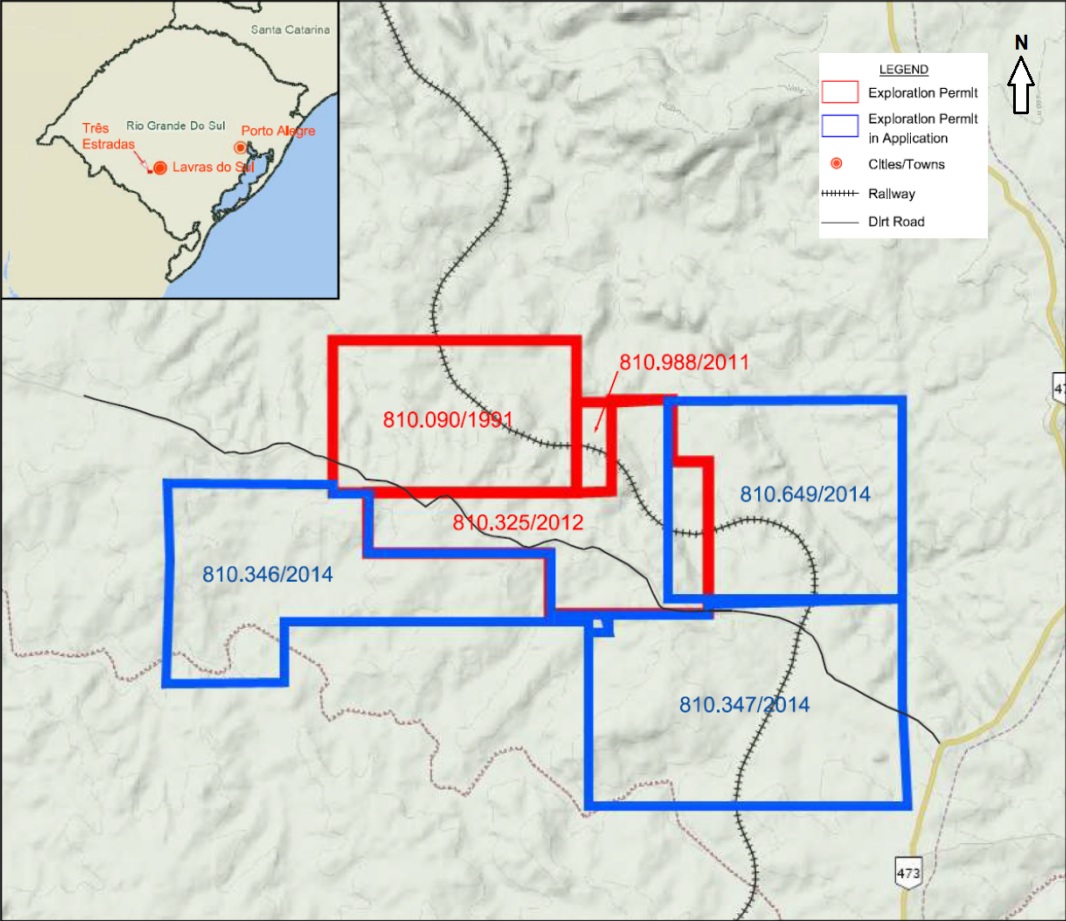 Santa Catarina
Rio Grande Do Sul
Três
Estradas
Porto Alegre
Lavras do Sul
N
LEGEND
Exploration Permit
Exploration Permit
in Application
Cities/Towns
Railway
Dirt Road
810.988/2011
47
810.090/1991
810.649/2014
810.325/2012
810.346/2014
810.347/2014
473